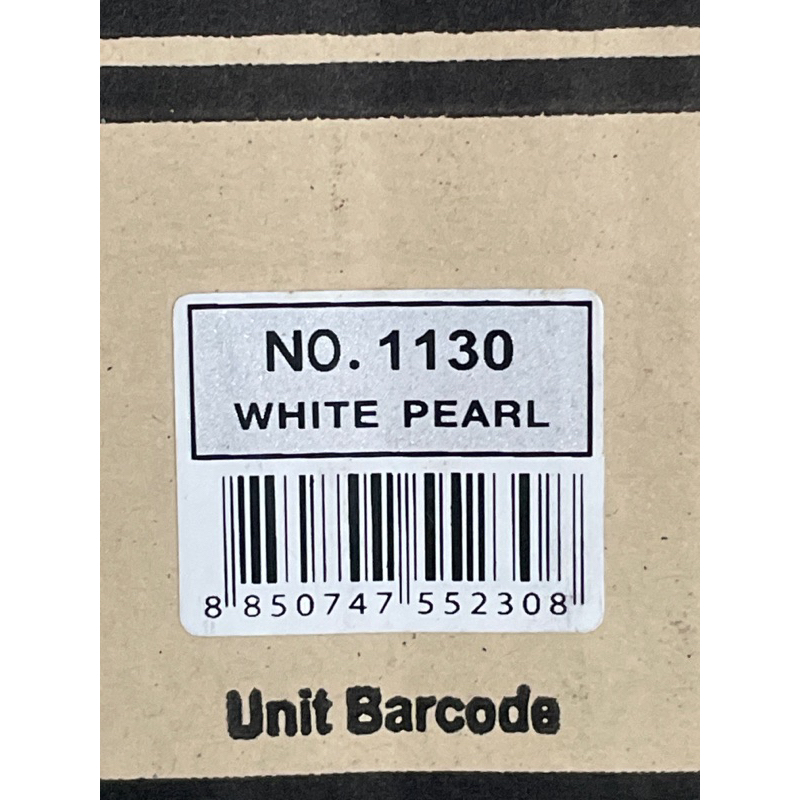 NO. 1130
WHITE PEARL
8 850747 552308
Unit Barcode